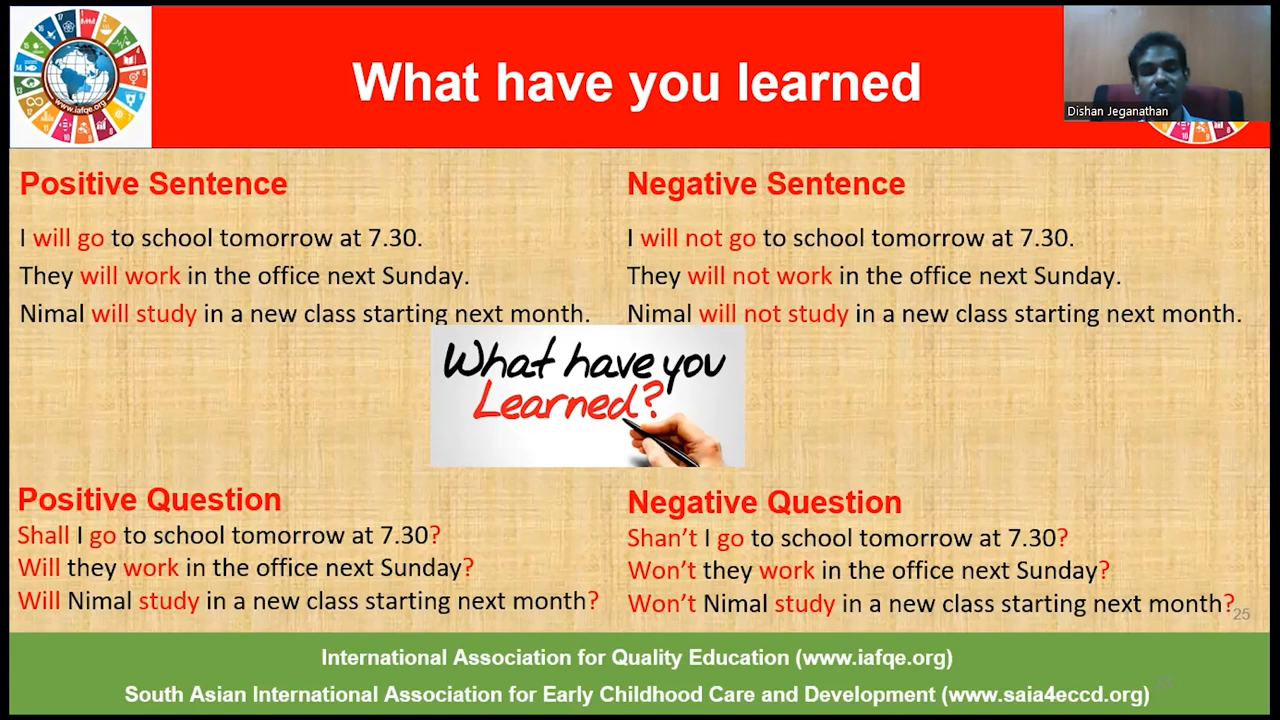 What have you learned
www.iafqe.org
Dishan Jeganathan
Positive Sentence
I will go to school tomorrow at 7.30.
They will work in the office next Sunday.
Nimal will study in a new class starting next month.
Negative Sentence
I will not go to school tomorrow at 7.30.
They will not work in the office next Sunday.
Nimal will not study in a new class starting next month.
What have you
Learned?
Positive Question
Shall I go to school tomorrow at 7.30?
Will they work in the office next Sunday?
Will Nimal study in a new class starting next month?
Negative Question
Shan't I go to school tomorrow at 7.30?
Won't they work in the office next Sunday?
Won't Nimal study in a new class starting next month?
25
International Association for Quality Education (www.iafqe.org)
South Asian International Association for Early Childhood Care and Development (www.saia4eccd.org)